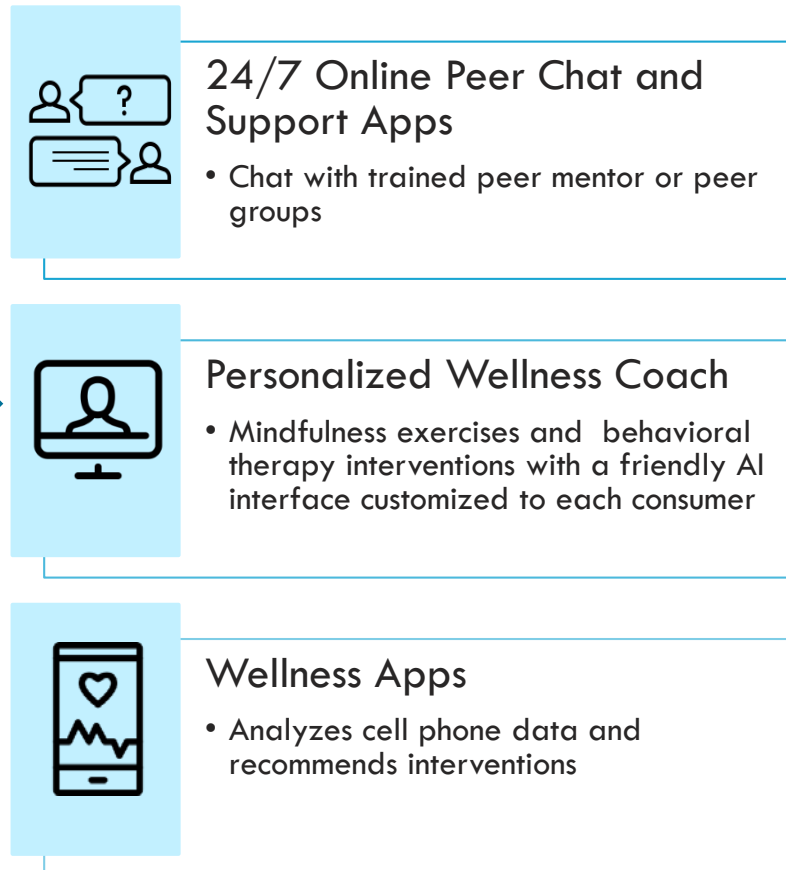 ?
24/7 Online Peer Chat and
Support Apps
• Chat with trained peer mentor or peer
groups
Personalized Wellness Coach
• Mindfulness exercises and  behavioral
therapy interventions with a friendly AI
interface customized to each consumer
Wellness Apps
• Analyzes cell phone data and
recommends interventions